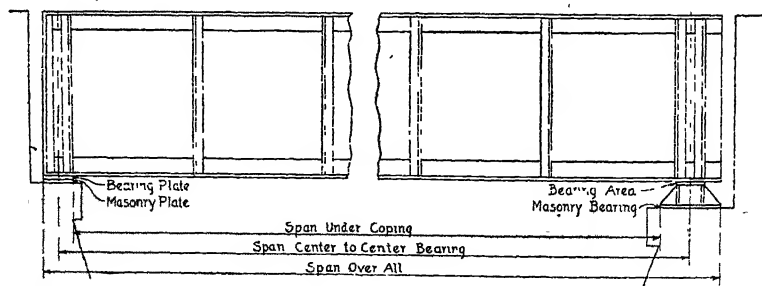 Bearing Plate
Masonry Plate
Bearing Area
Masonry Bearing
Span Under Coping
Span Center to Center Bearing
Span Over All